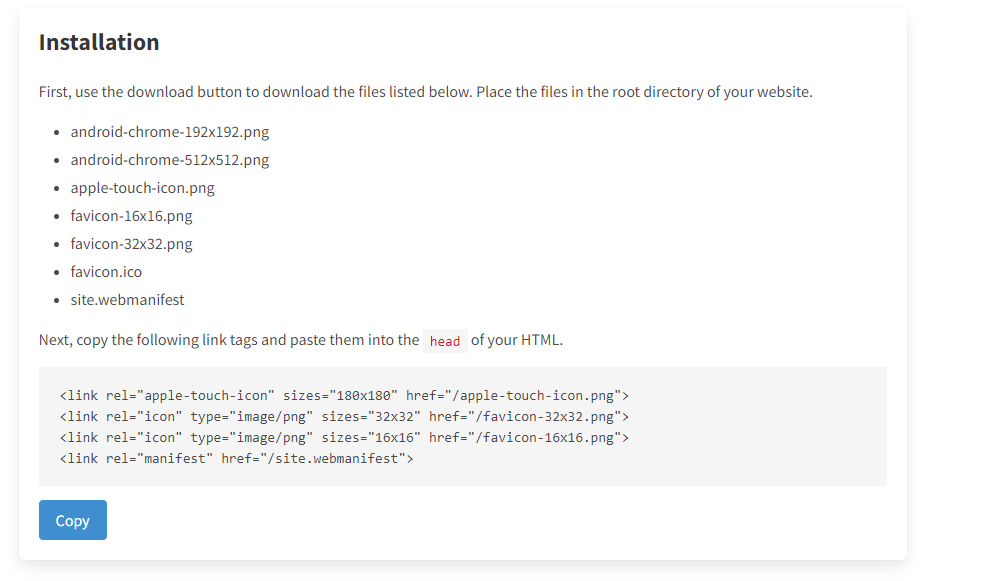 Installation
First, use the download button to download the files listed below. Place the files in the root directory of your website.
android-chrome-192x192.png
android-chrome-512x512.png
apple-touch-icon.png
favicon-16x16.png
favicon-32x32.png
favicon.ico
site.webmanifest
Next, copy the following link tags and paste them into the head of your HTML.
<link rel="apple-touch-icon" sizes="180x180" href="/apple-touch-icon.png">
<link rel="icon" type="image/png" sizes="32x32" href="/favicon-32x32.png">
<link rel="icon" type="image/png" sizes="16x16" href="/favicon-16x16.png">
<link rel="manifest" href="/site.webmanifest">
Copy